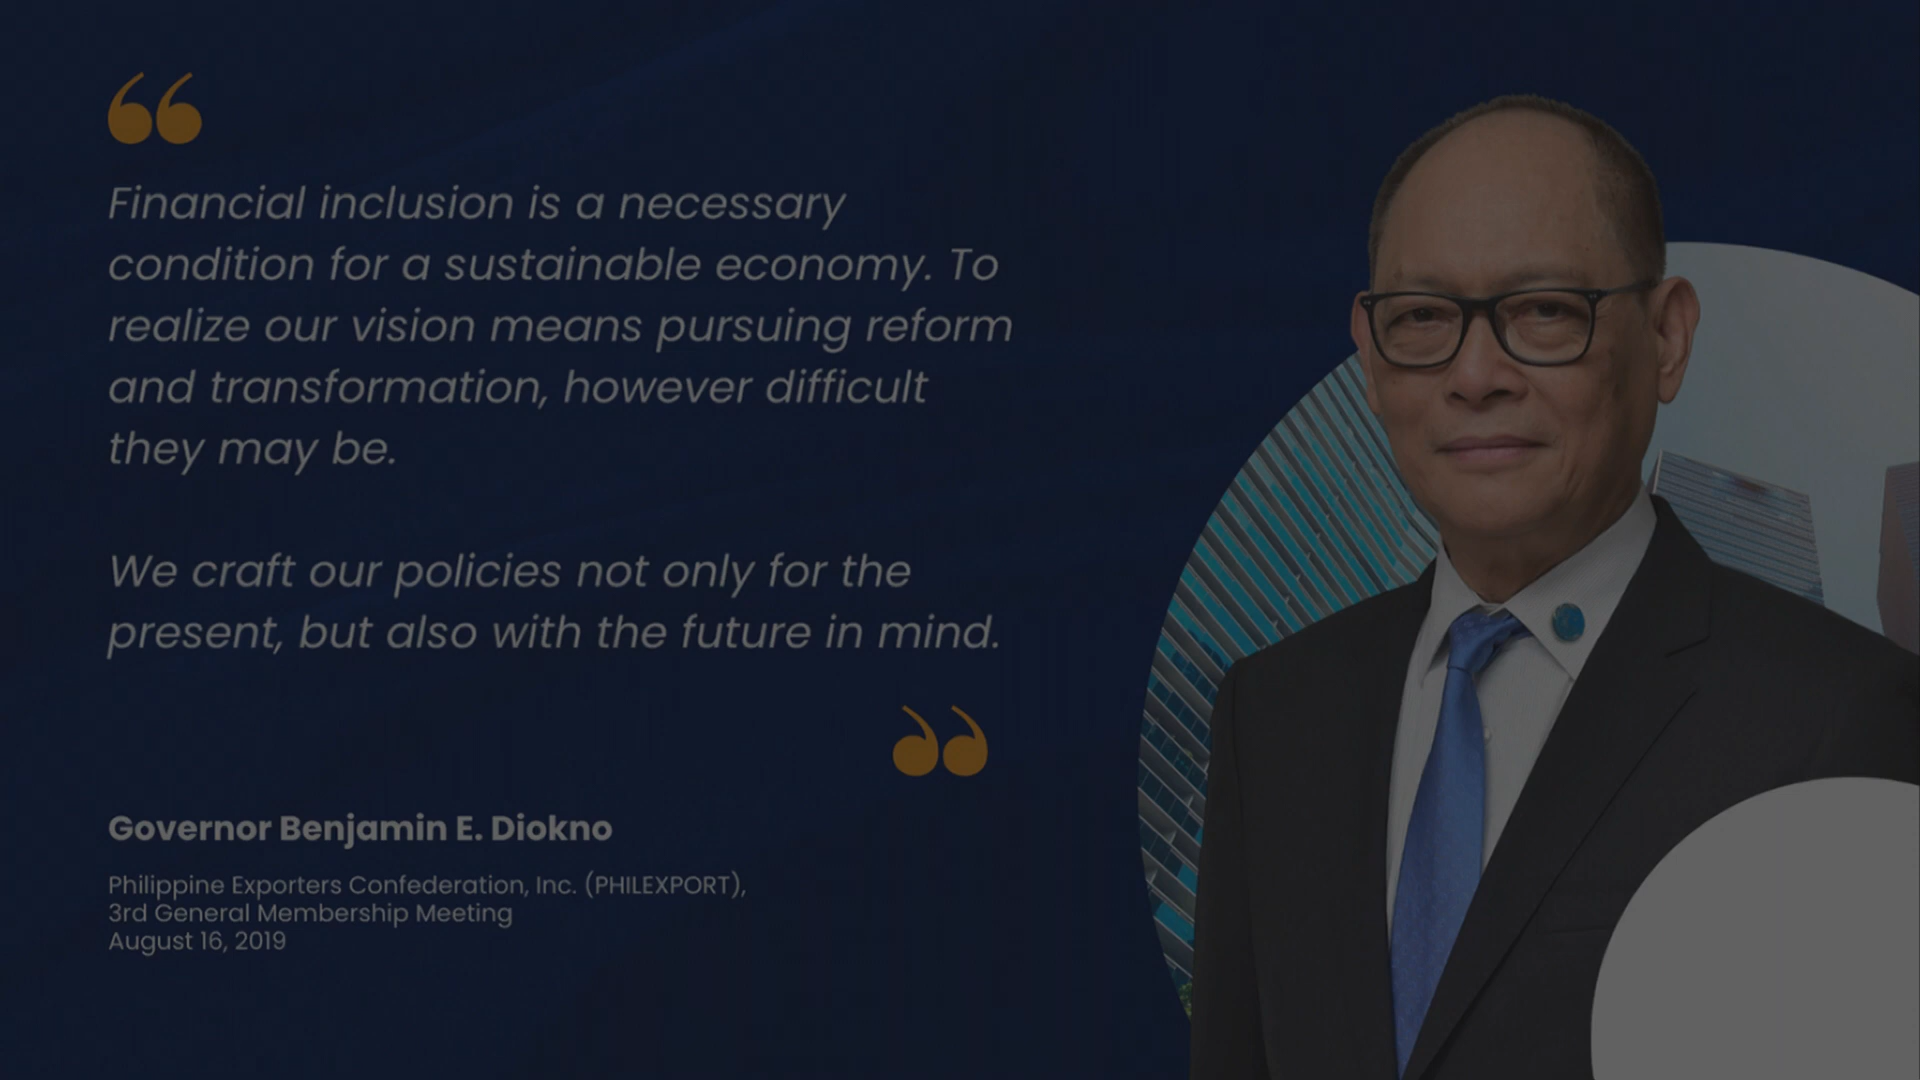 “
Financial inclusion is a necessary
condition for a sustainable economy. To
realize our vision means pursuing reform
and transformation, however difficult
they may be.
We craft our policies not only for the
present, but also with the future in mind.
”
Governor Benjamin E. Diokno
Philippine Exporters Confederation, Inc. (PHILEXPORT),
3rd General Membership Meeting
August 16, 2019